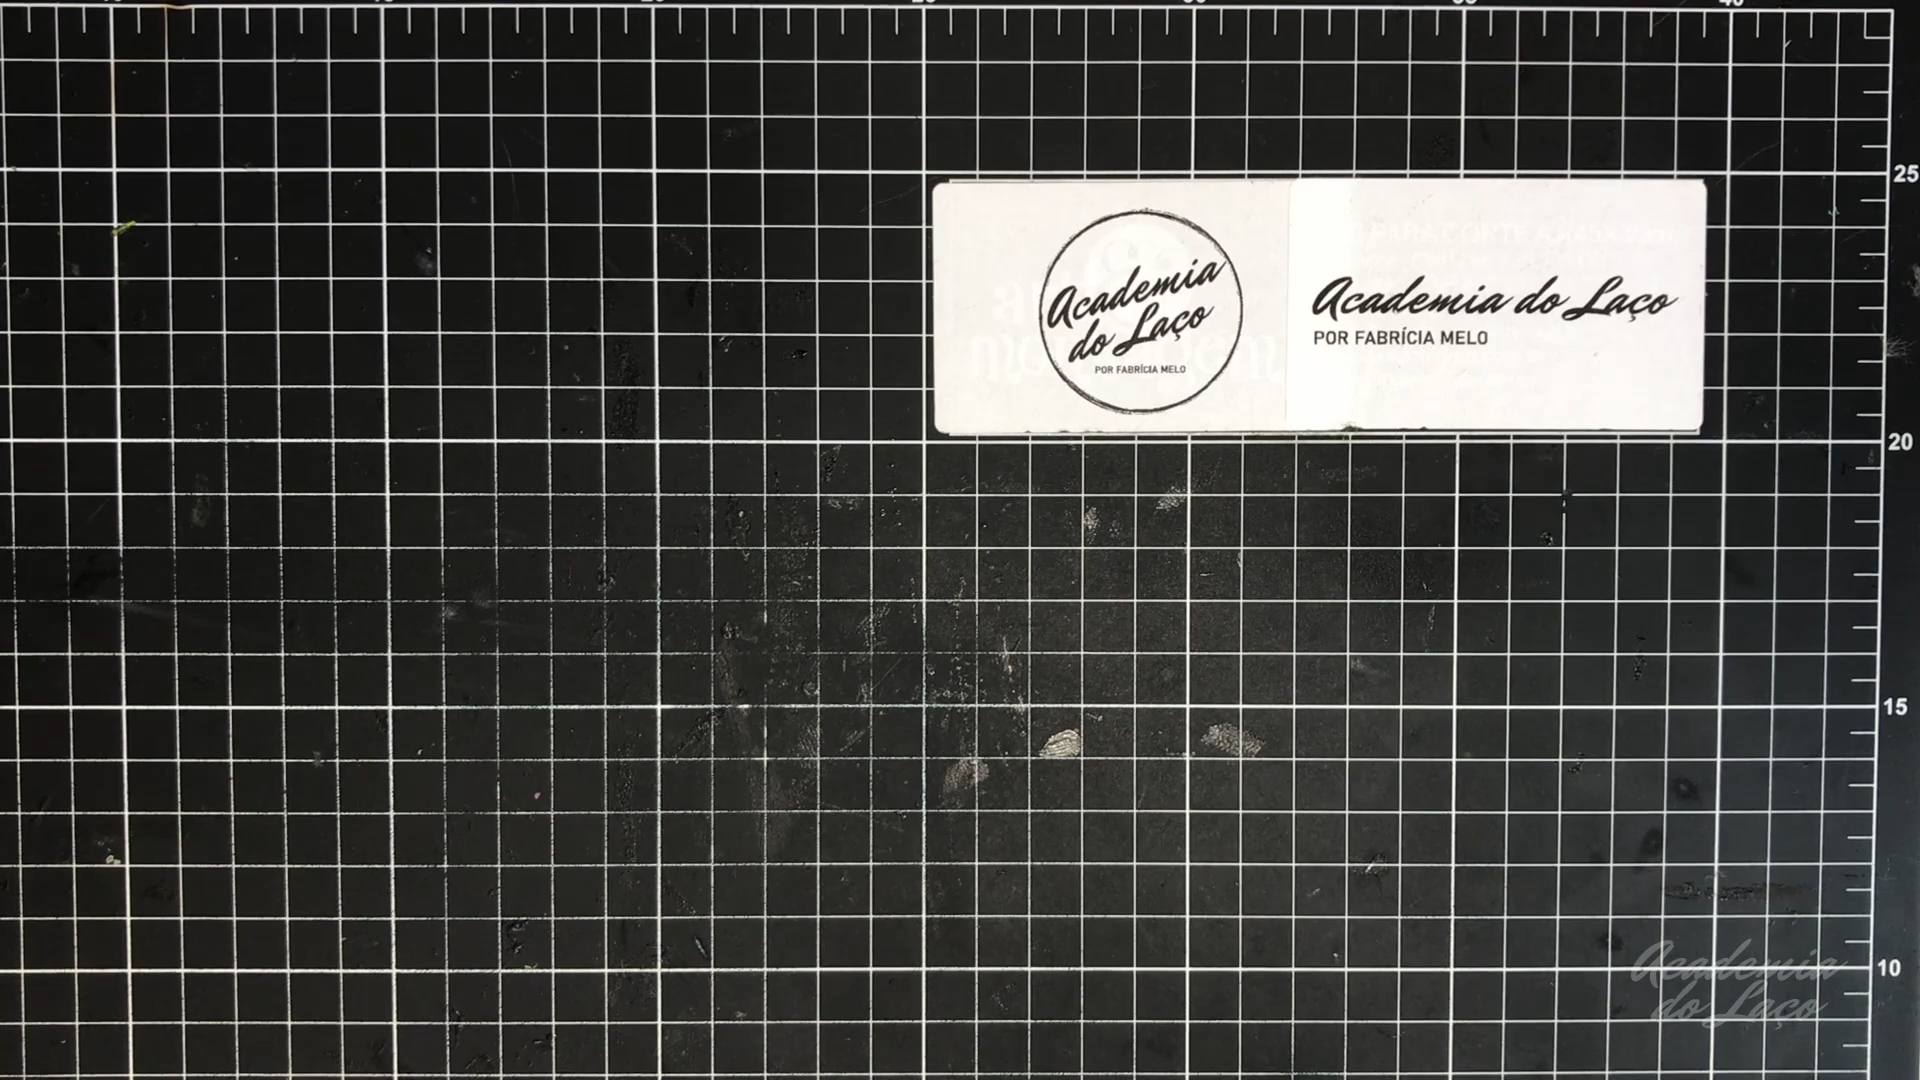 25
Academia
do Laço
POR FABRÍCIA MELO
Academia do Laço
POR FABRÍCIA MELO
20
15
10
Academia
do Laço